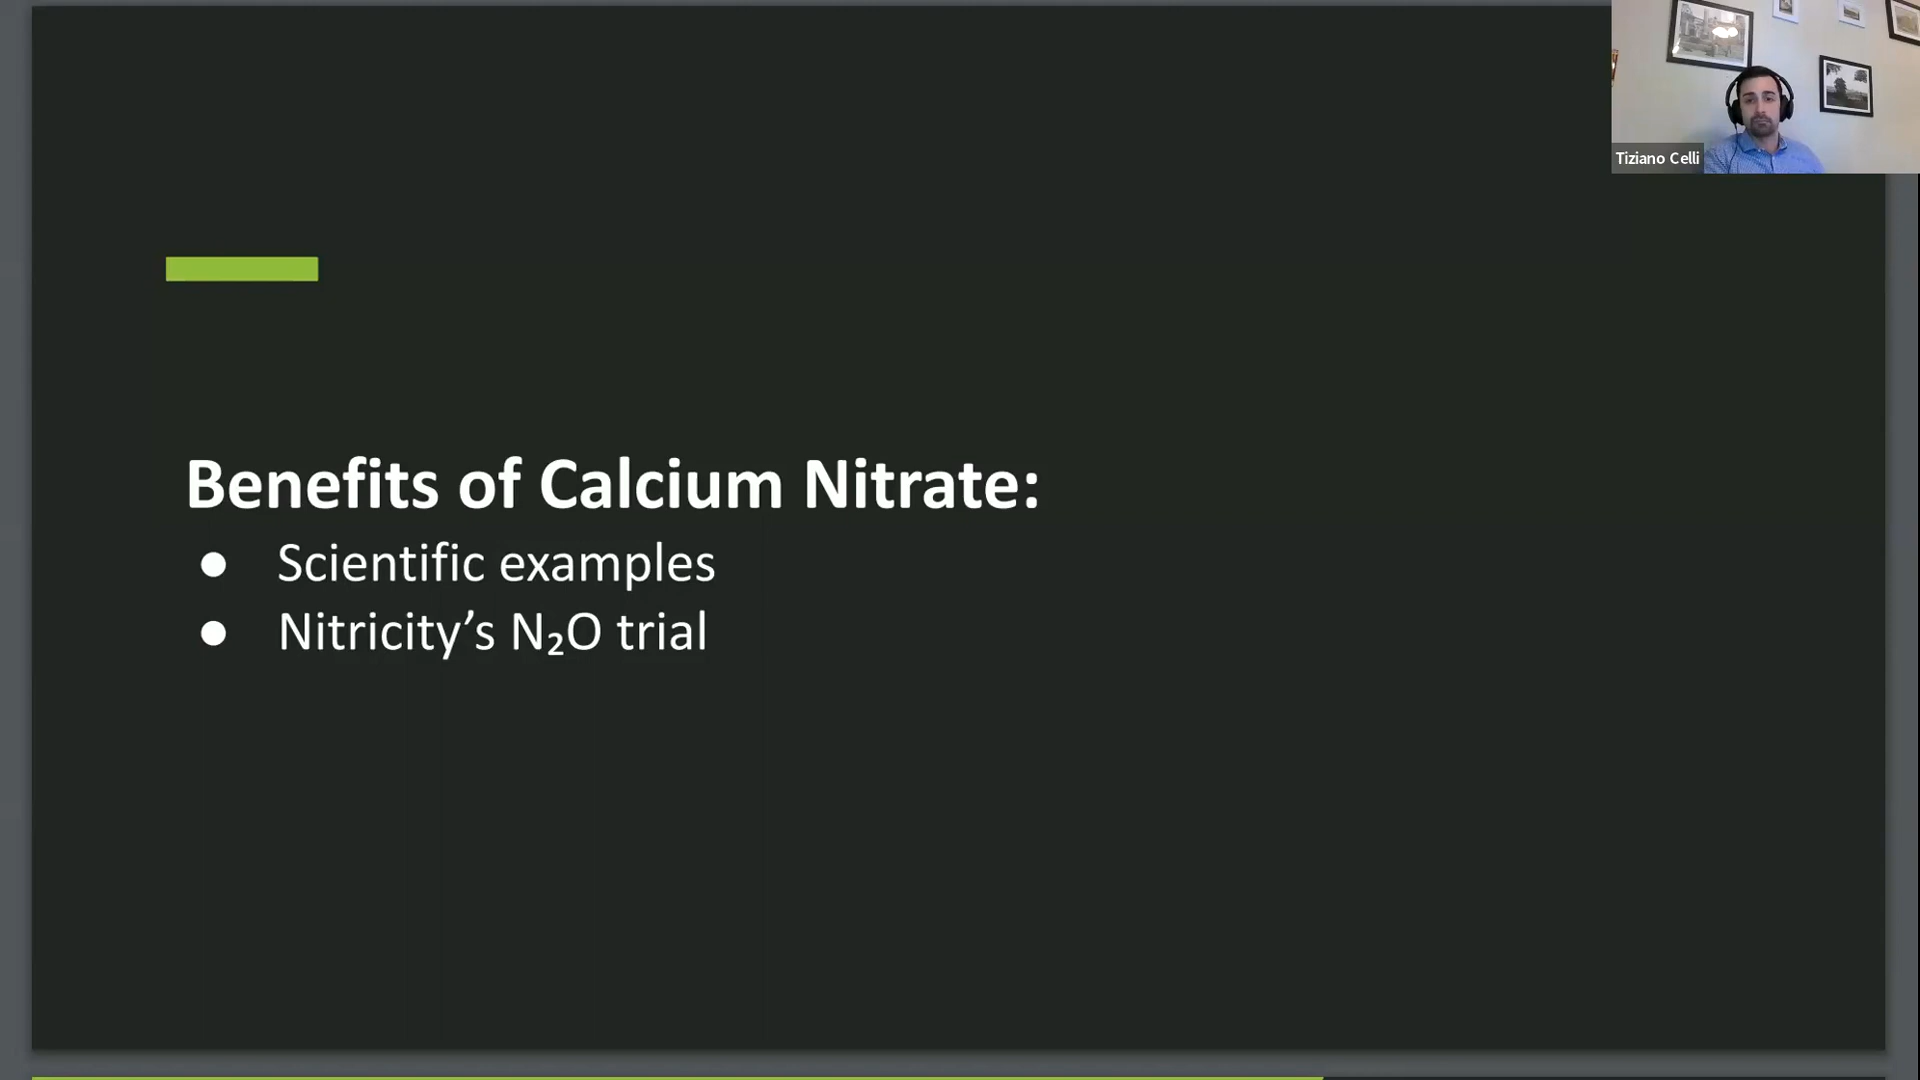 Tiziano Celli
Benefits of Calcium Nitrate:
● Scientific examples
● Nitricity’s N₂O trial